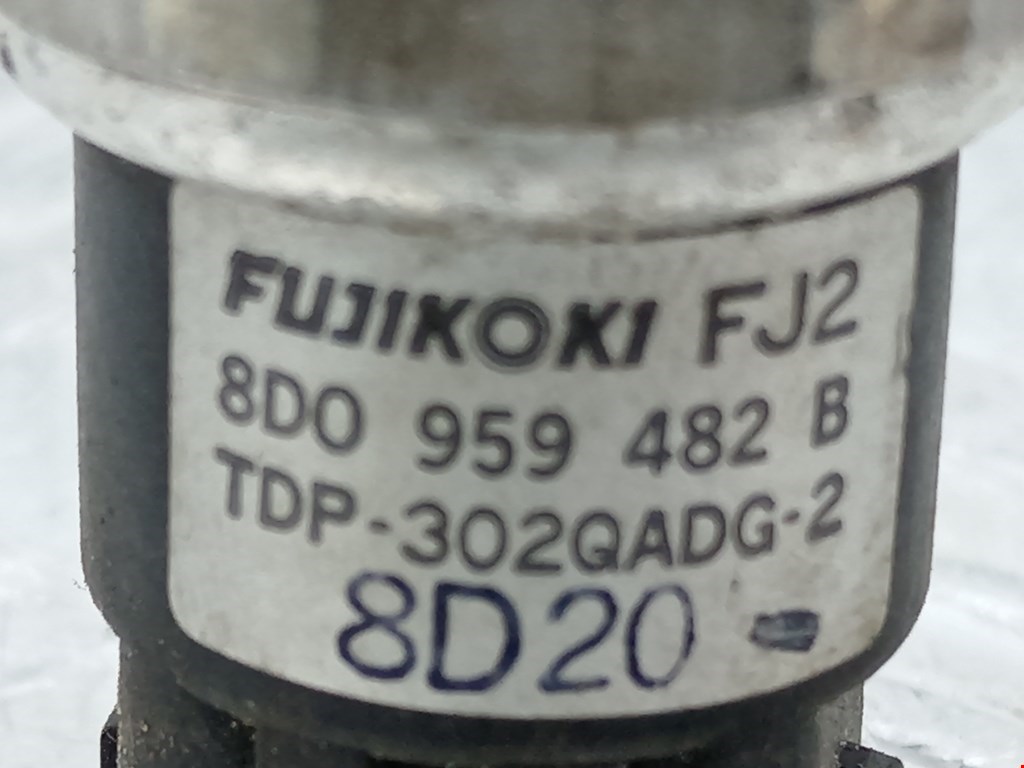 FUJIKOKI FJ2
8D0 959 482 B
TDP-302QADG-2
8D20